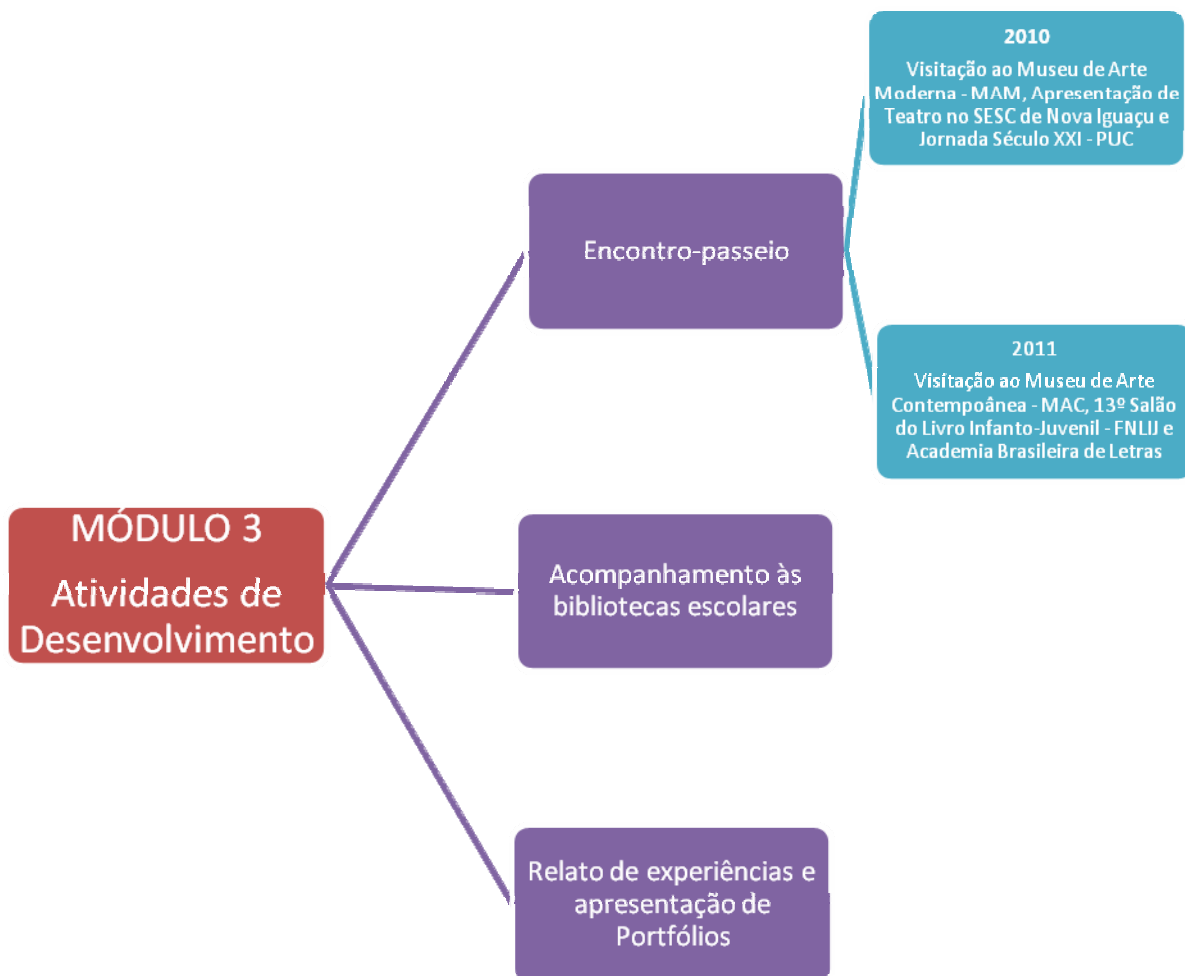 2010
Visitação ao Museu de Arte
Moderna - MAM, Apresentação de
Teatro no SESC de Nova Iguaçu e
Jornada Século XXI - PUC
Encontro-passeio
2011
Visitação ao Museu de Arte
Contempoânea - MAC, 13º Salão
do Livro Infanto-Juvenil - FNLIJ e
Academia Brasileira de Letras
MÓDULO 3
Atividades de
Desenvolvimento
Acompanhamento às
bibliotecas escolares
Relato de experiências e
apresentação de
Portfólios